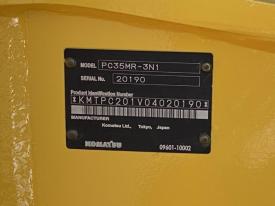 MODEL PC35MR-3N1
SERIAL No. 20190
Product Identification Number
*KMTPC201V04020190*
MANUFACTURER
Komatsu Ltd. Tokyo, Japan
KOMATSU 09601-10002